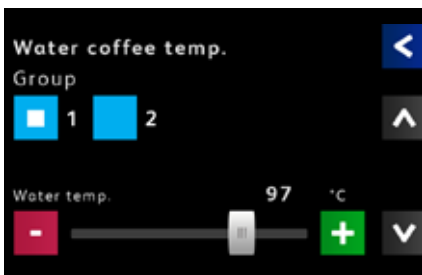 Water coffee temp.
Group
1 2
Water temp. 97 °C
- +